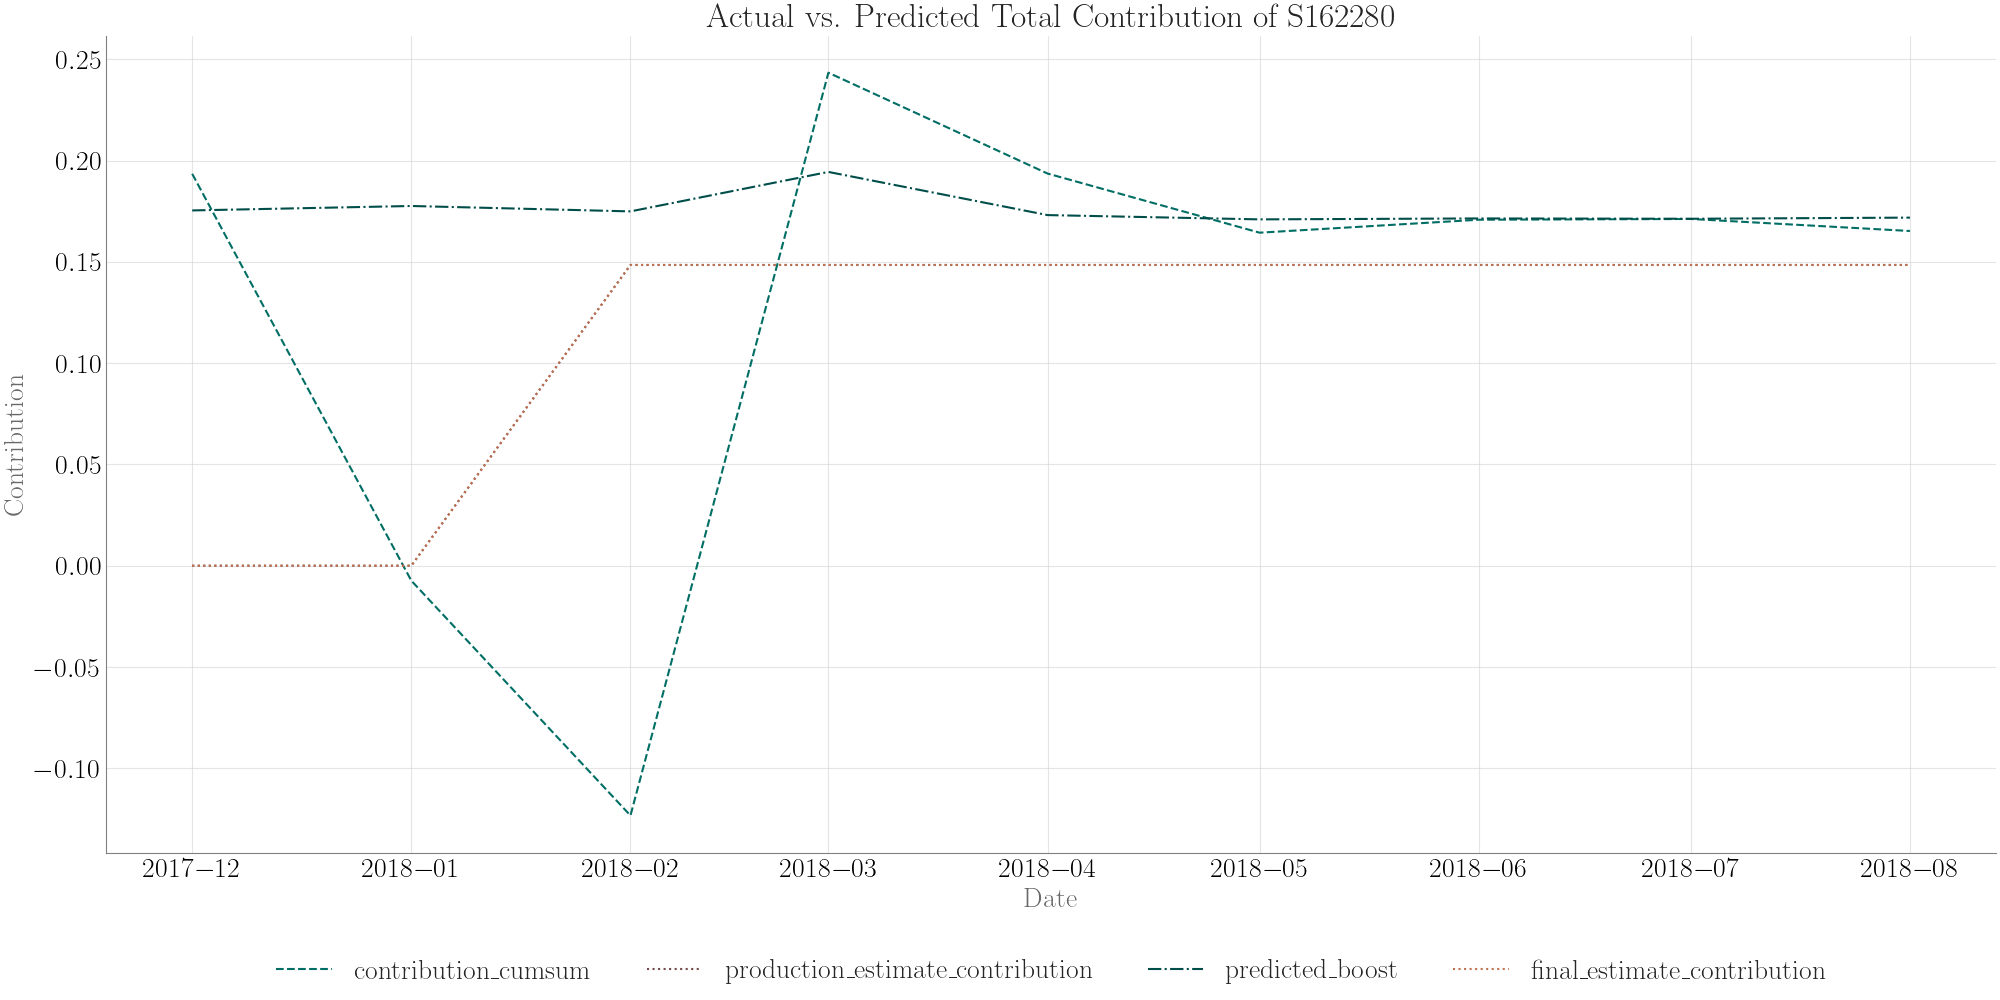 Actual vs. Predicted Total Contribution of S162280
0.25
0.20
0.15
0.10
0.05
0.00
−0.05
−0.10
Contribution
2017−12 2018−01 2018−02 2018−03 2018−04 2018−05 2018−06 2018−07 2018−08
Date
contribution_cumsum production_estimate_contribution predicted_boost final_estimate_contribution